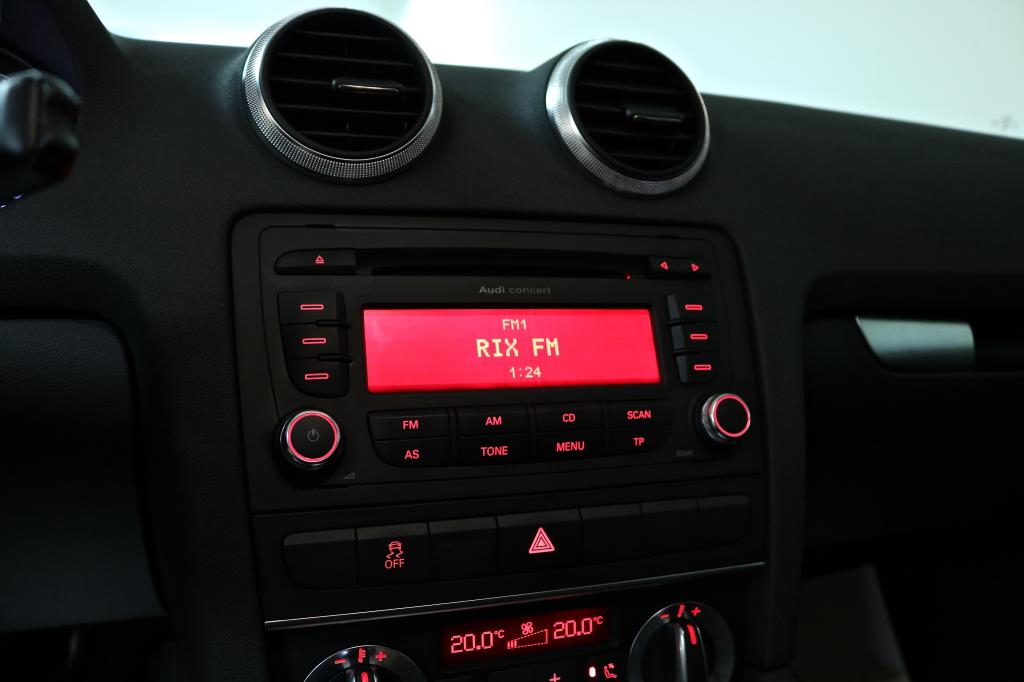 Audi concert
FM1
RIX FM
1:24
FM AM CD SCAN
AS TONE MENU TP
SCAN
OFF
20.0°C 20.0°C
- +
- +
+